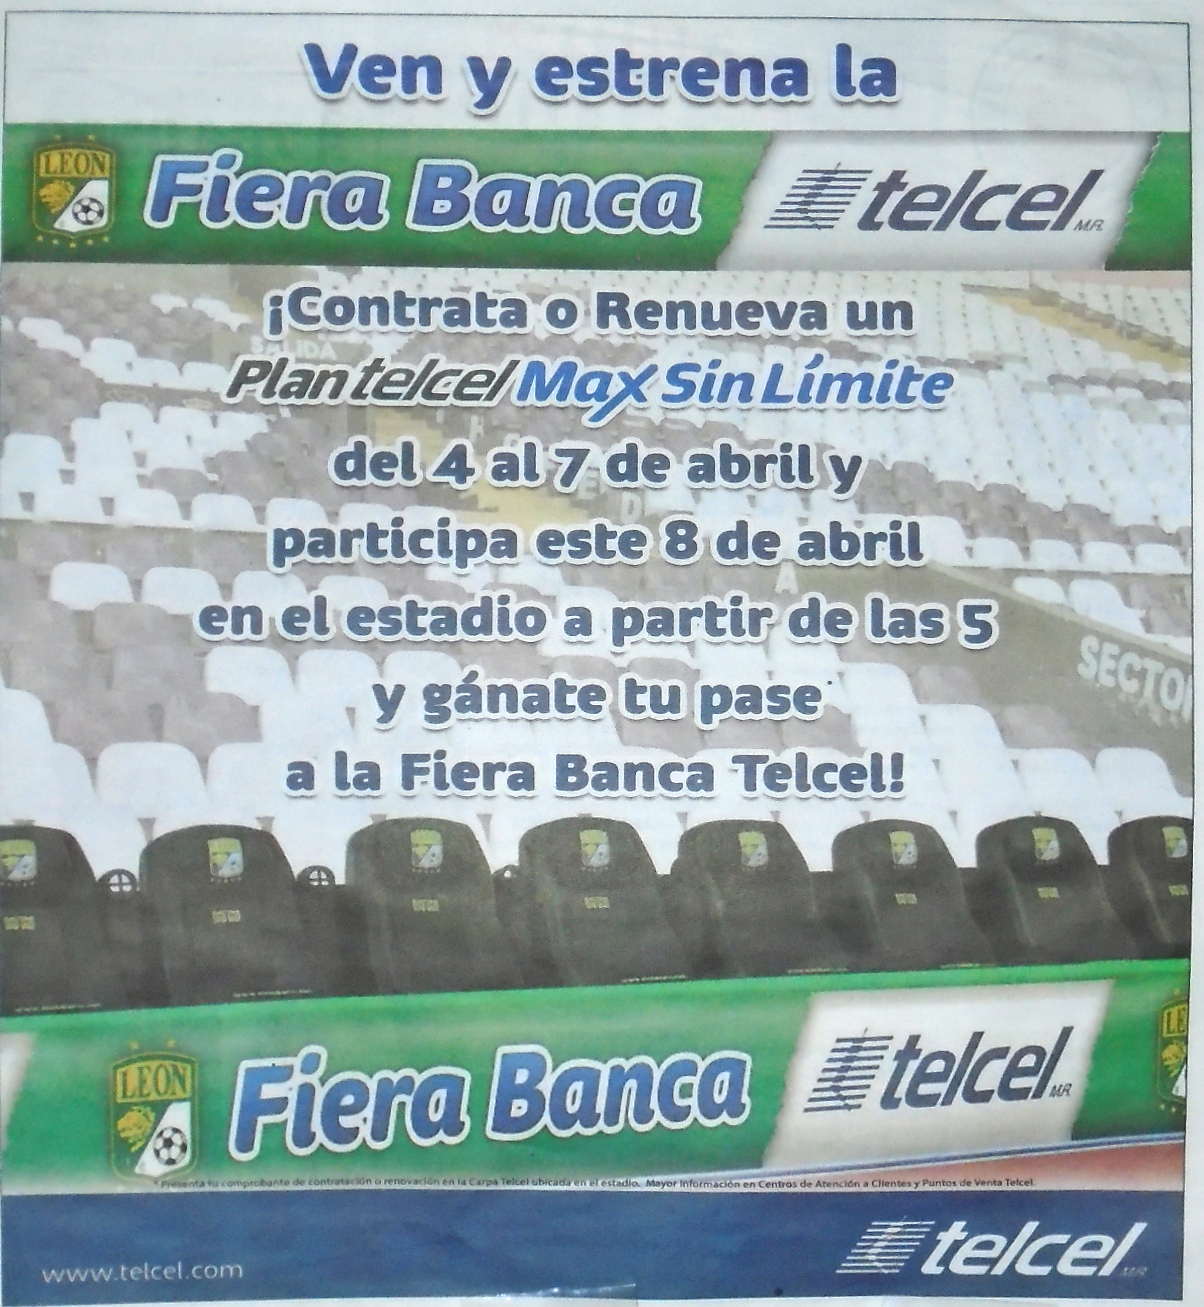 Ven y estrena la
LEON Fiera Banca telcel M.R.
¡Contrata o Renueva un
SALIDA
Plan telcel Max Sin Límite
del 4 al 7 de abril y
participa este 8 de abril
en el estadio a partir de las 5
SECTOR
y gánate tu pase
a la Fiera Banca Telcel!
LEON Fiera Banca telcel M.R.
* Presenta tu comprobante de contratación o renovación en la Carpa Telcel ubicada en el estadio. Mayor Información en Centros de Atención a Clientes y Puntos de Venta Telcel.
www.telcel.com telcel M.R.